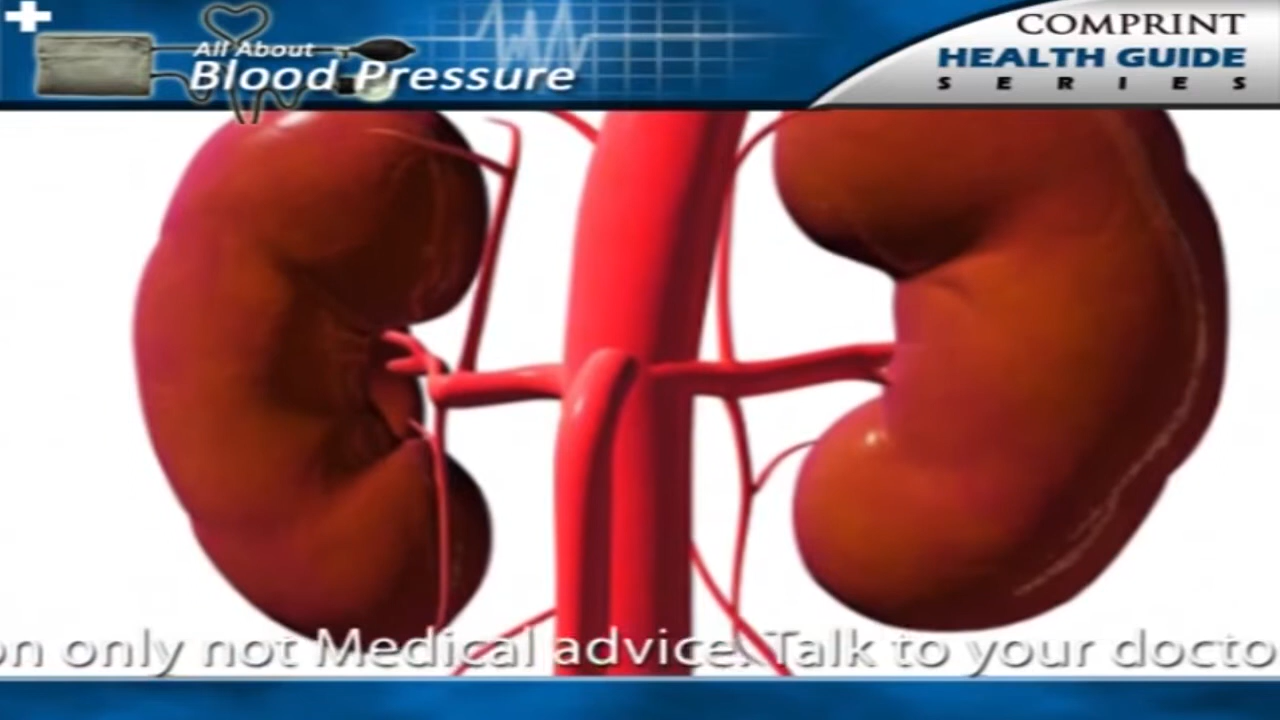 All About
Blood Pressure
COMPRINT
HEALTH GUIDE
SERIES
on only not Medical advice. Talk to your docto